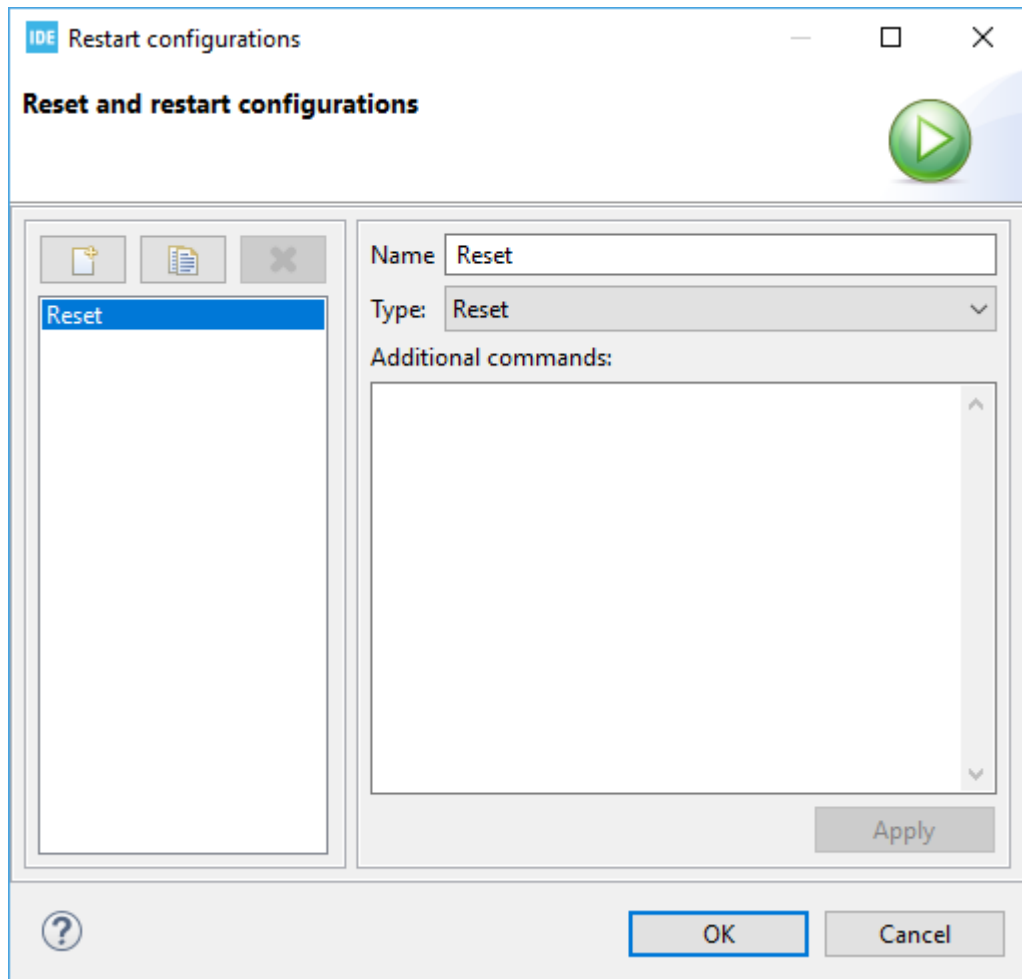 IDE Restart configurations
Reset and restart configurations
Name Reset
Reset
Type: Reset
Additional commands:
Apply
?
OK Cancel